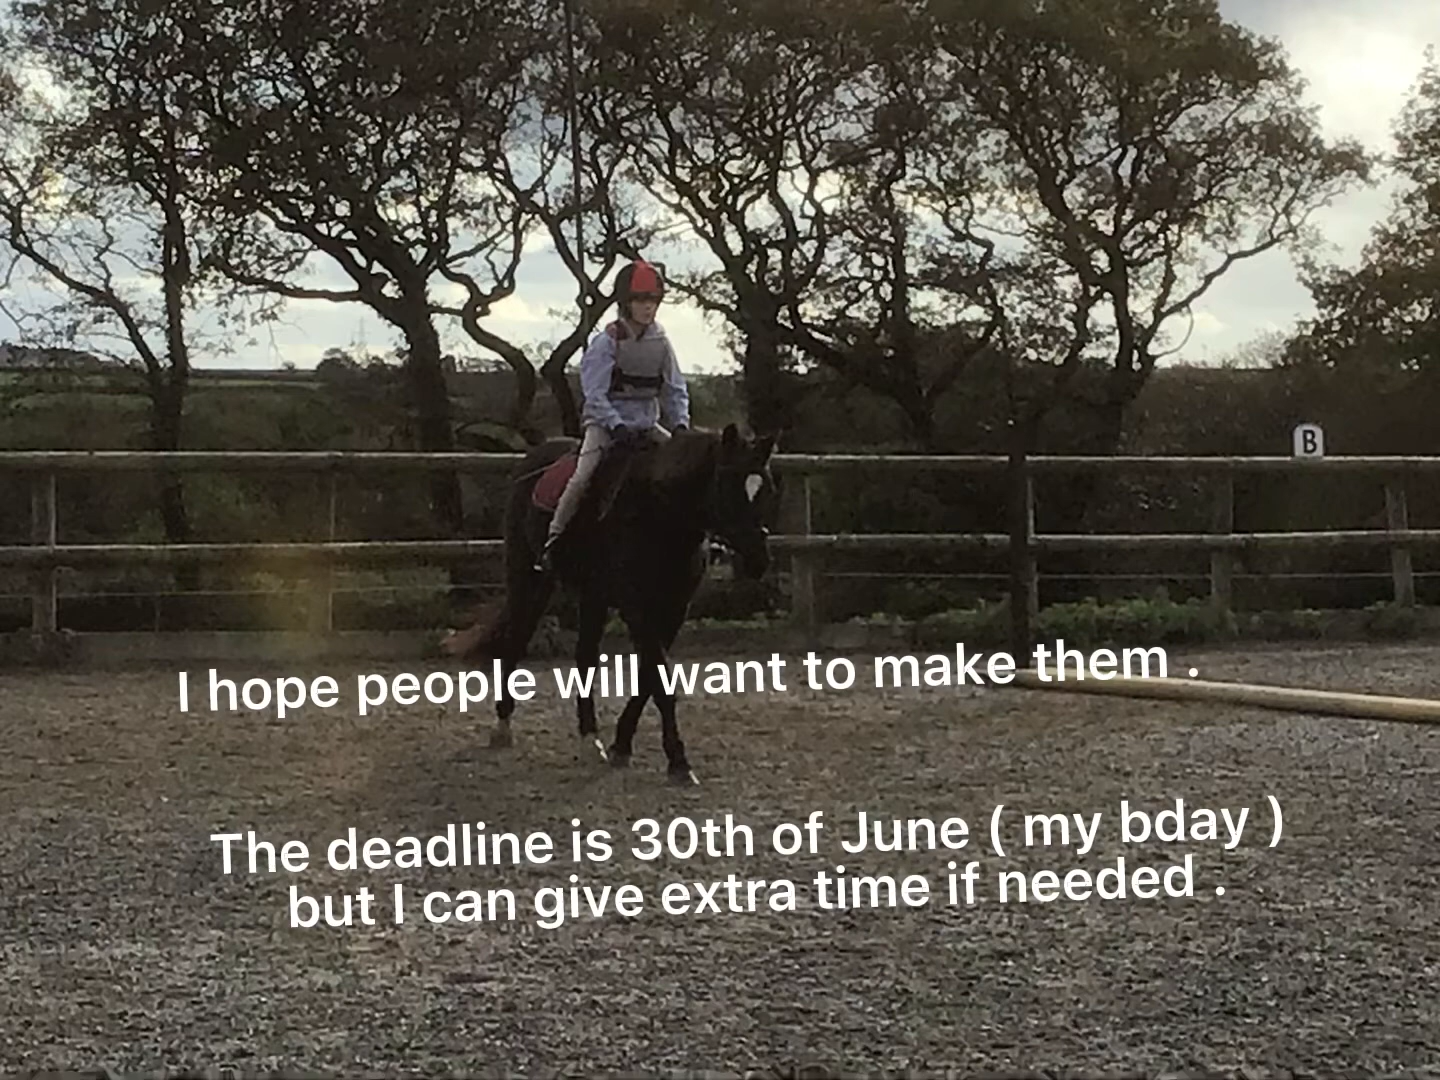 B
I hope people will want to make them .
The deadline is 30th of June ( my bday )
but I can give extra time if needed .